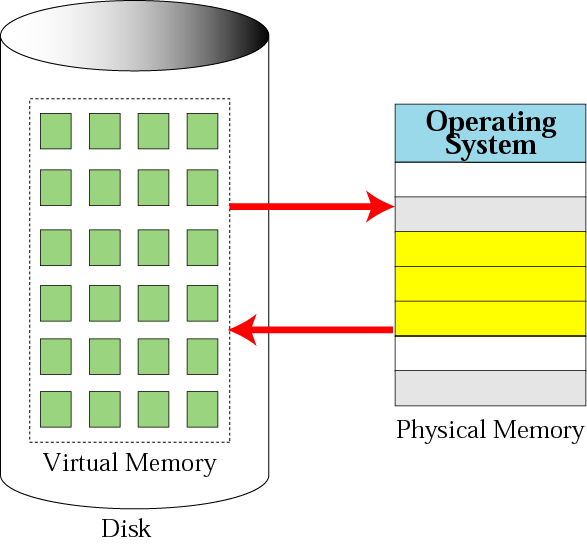 Operating
System
Virtual Memory
Physical Memory
Disk